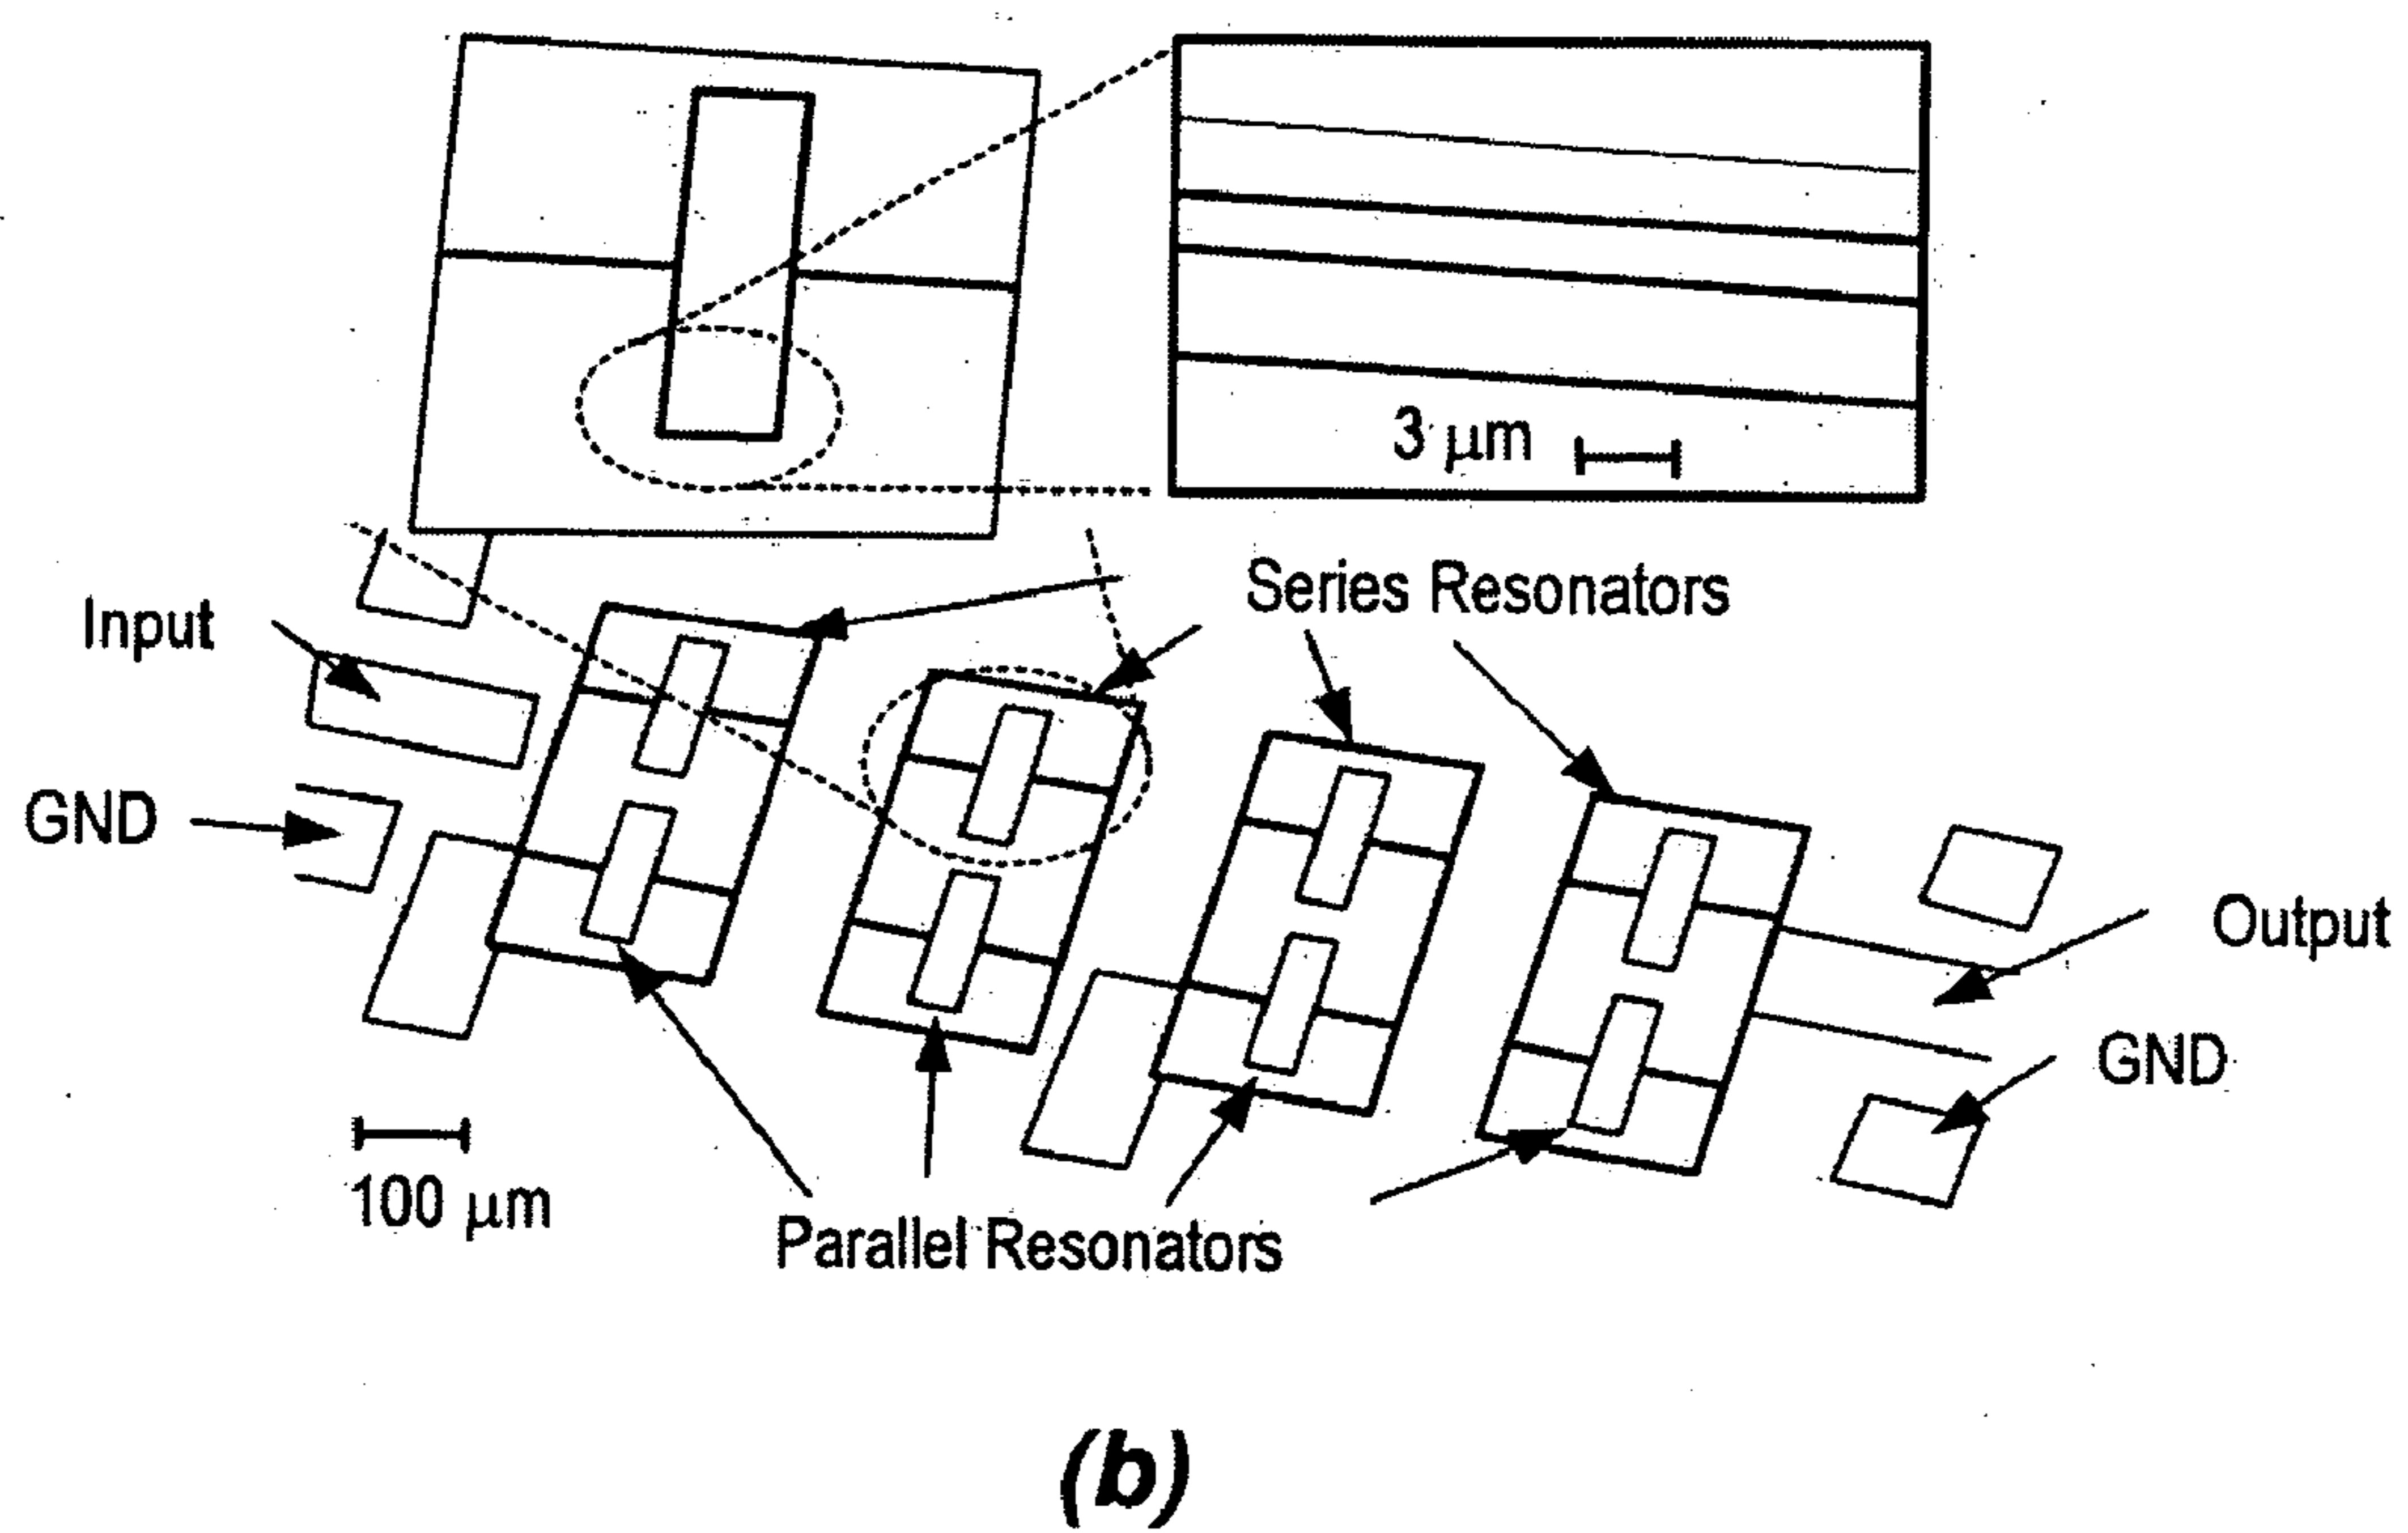 3 μm
Series Resonators
Input
GND
Output
GND
100 μm
Parallel Resonators
(b)